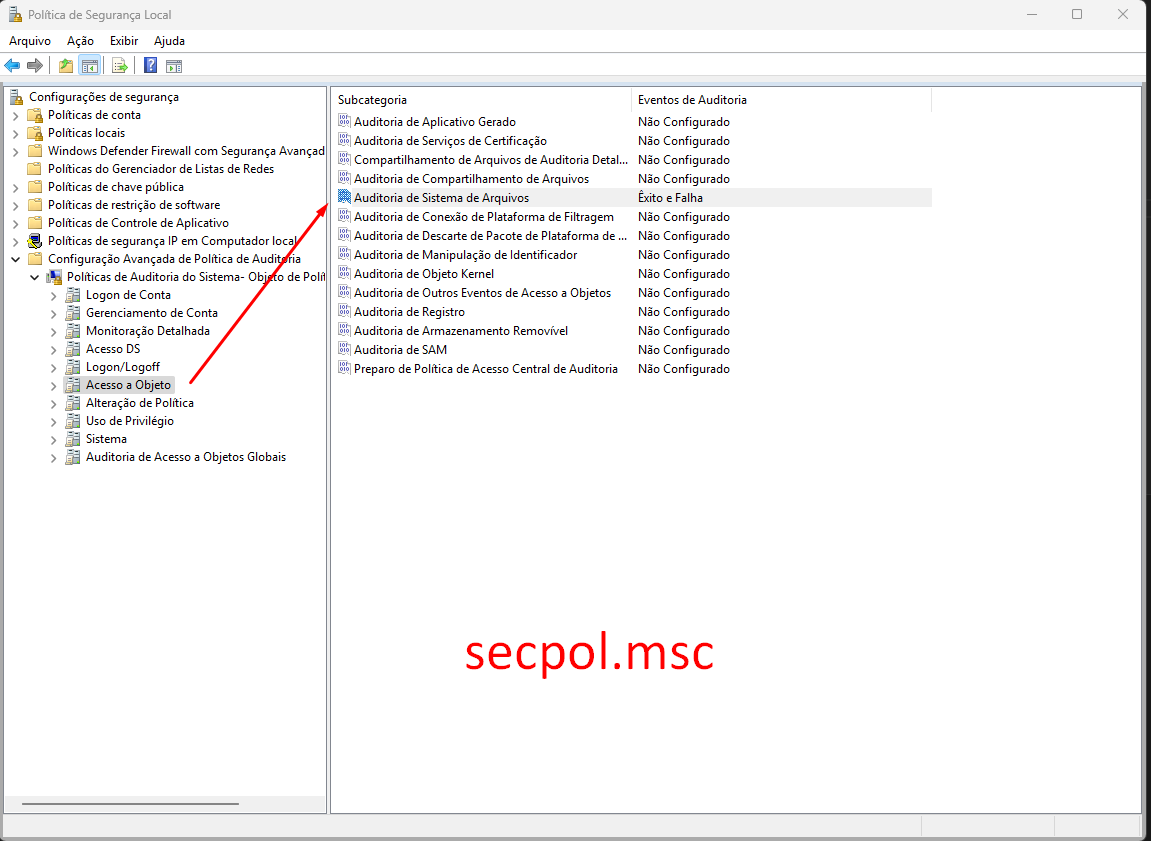 Política de Segurança Local
Arquivo Ação Exibir Ajuda
Configurações de segurança
Políticas de conta
Políticas locais
Windows Defender Firewall com Segurança Avançad
Políticas do Gerenciador de Listas de Redes
Políticas de chave pública
Políticas de restrição de software
Políticas de Controle de Aplicativo
Políticas de segurança IP em Computador local
Configuração Avançada de Política de Auditoria
Políticas de Auditoria do Sistema- Objeto de Polít
Logon de Conta
Gerenciamento de Conta
Monitoração Detalhada
Acesso DS
Logon/Logoff
Acesso a Objeto
Alteração de Política
Uso de Privilégio
Sistema
Auditoria de Acesso a Objetos Globais
Subcategoria Eventos de Auditoria
Auditoria de Aplicativo Gerado Não Configurado
Auditoria de Serviços de Certificação Não Configurado
Compartilhamento de Arquivos de Auditoria Detal... Não Configurado
Auditoria de Compartilhamento de Arquivos Não Configurado
Auditoria de Sistema de Arquivos Êxito e Falha
Auditoria de Conexão de Plataforma de Filtragem Não Configurado
Auditoria de Descarte de Pacote de Plataforma de ... Não Configurado
Auditoria de Manipulação de Identificador Não Configurado
Auditoria de Objeto Kernel Não Configurado
Auditoria de Outros Eventos de Acesso a Objetos Não Configurado
Auditoria de Registro Não Configurado
Auditoria de Armazenamento Removível Não Configurado
Auditoria de SAM Não Configurado
Preparo de Política de Acesso Central de Auditoria Não Configurado
secpol.msc